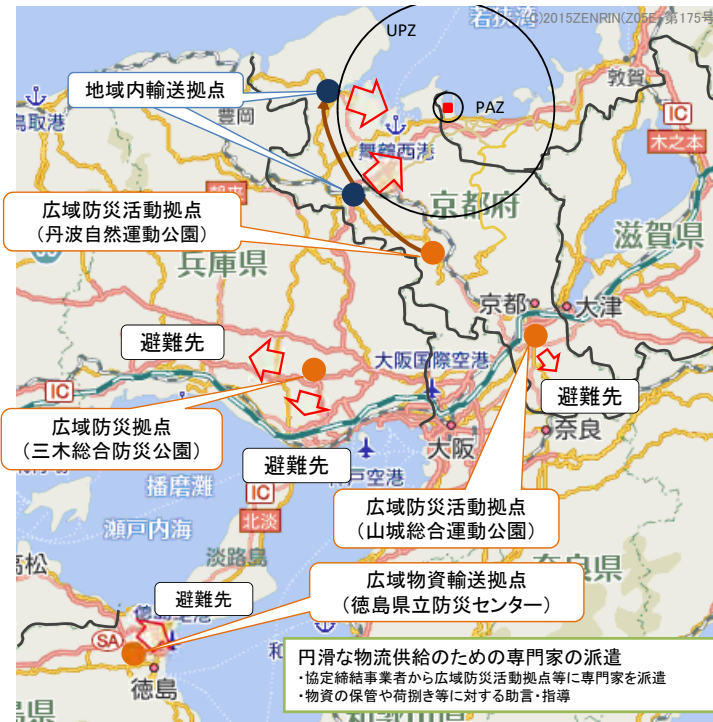 若狭湾
(C)2015ZENRIN(Z05E-第175号
UPZ
敦賀
地域内輸送拠点
PAZ
IC
木之本
鳥取港
豊岡
舞鶴西港
広域防災活動拠点
(丹波自然運動公園)
京都府
滋賀県
兵庫県
京都
大津
避難先
大阪国際空港
IC
避難先
広域防災拠点
(三木総合防災公園)
奈良
大阪
避難先
神戸空港
播磨灘
IC
北淡
広域防災活動拠点
(山城総合運動公園)
瀬戸内海
淡路島
高松
奈良県
広域物資輸送拠点
(徳島県立防災センター)
避難先
SA
徳島
円滑な物流供給のための専門家の派遣
・協定締結事業者から広域防災活動拠点等に専門家を派遣
・物資の保管や荷捌き等に対する助言・指導